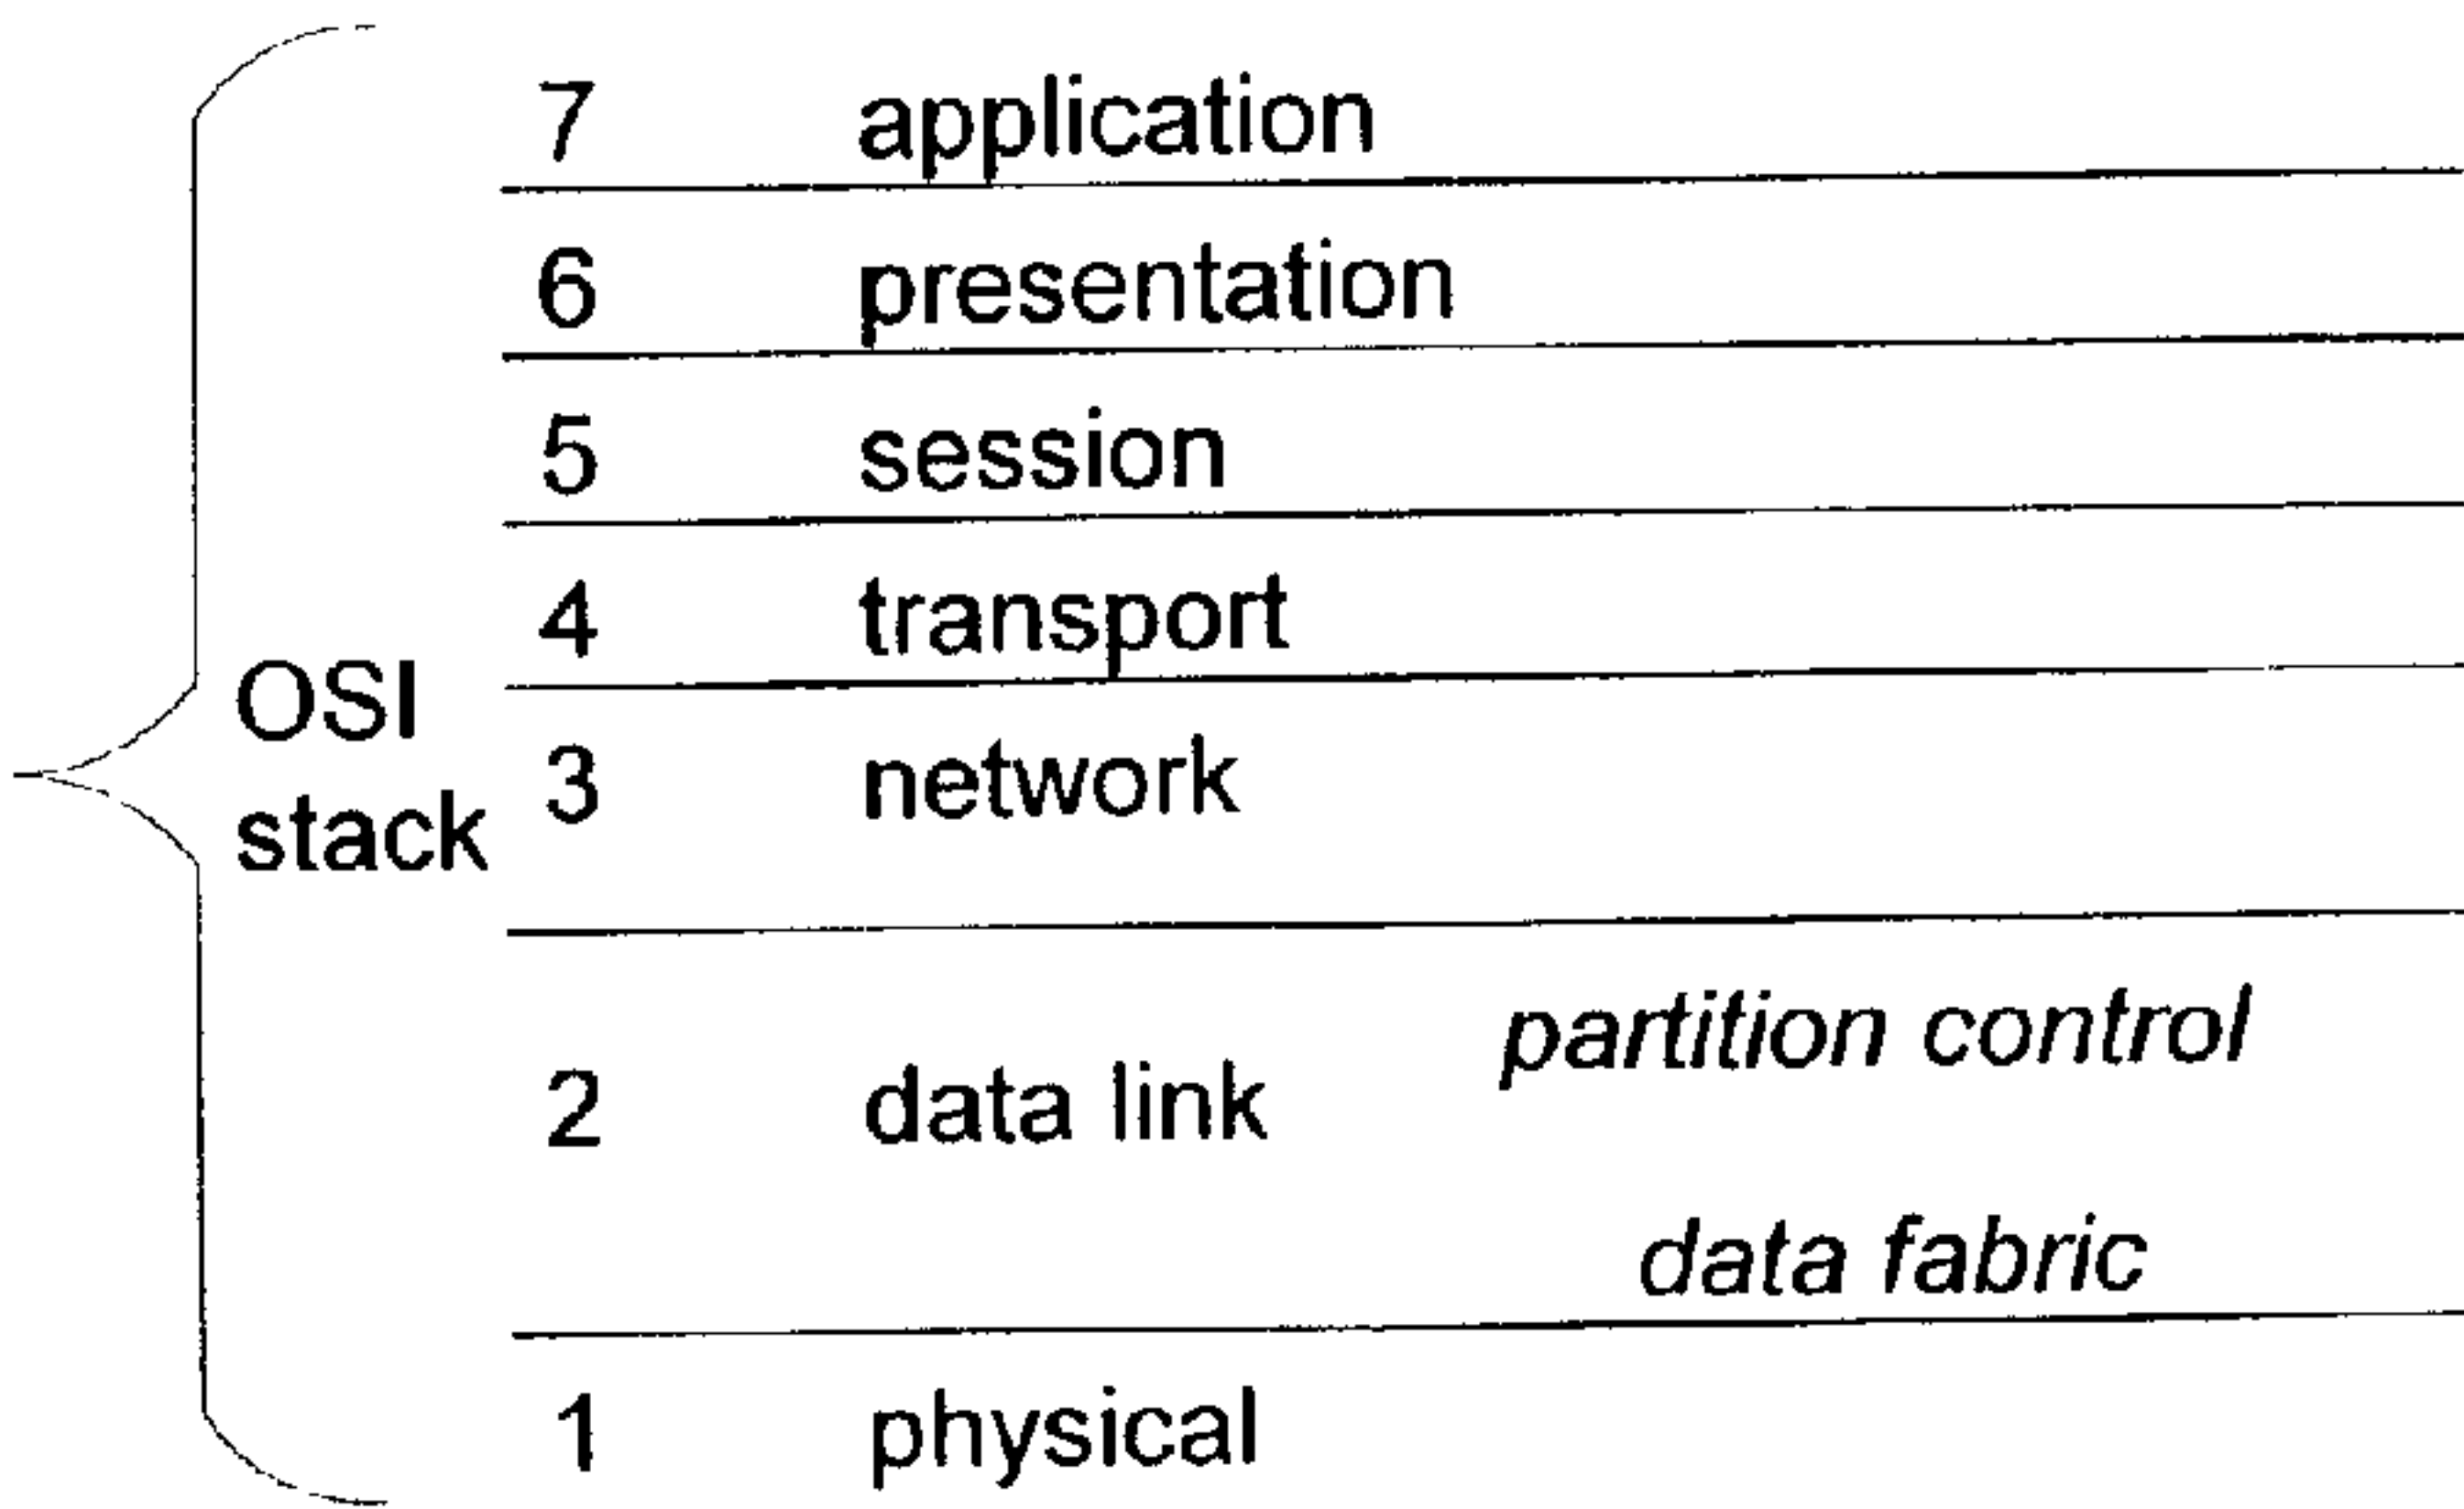 7 application
6 presentation
5 session
4 transport
OSI
stack
3 network
partition control
2 data link
data fabric
1 physical